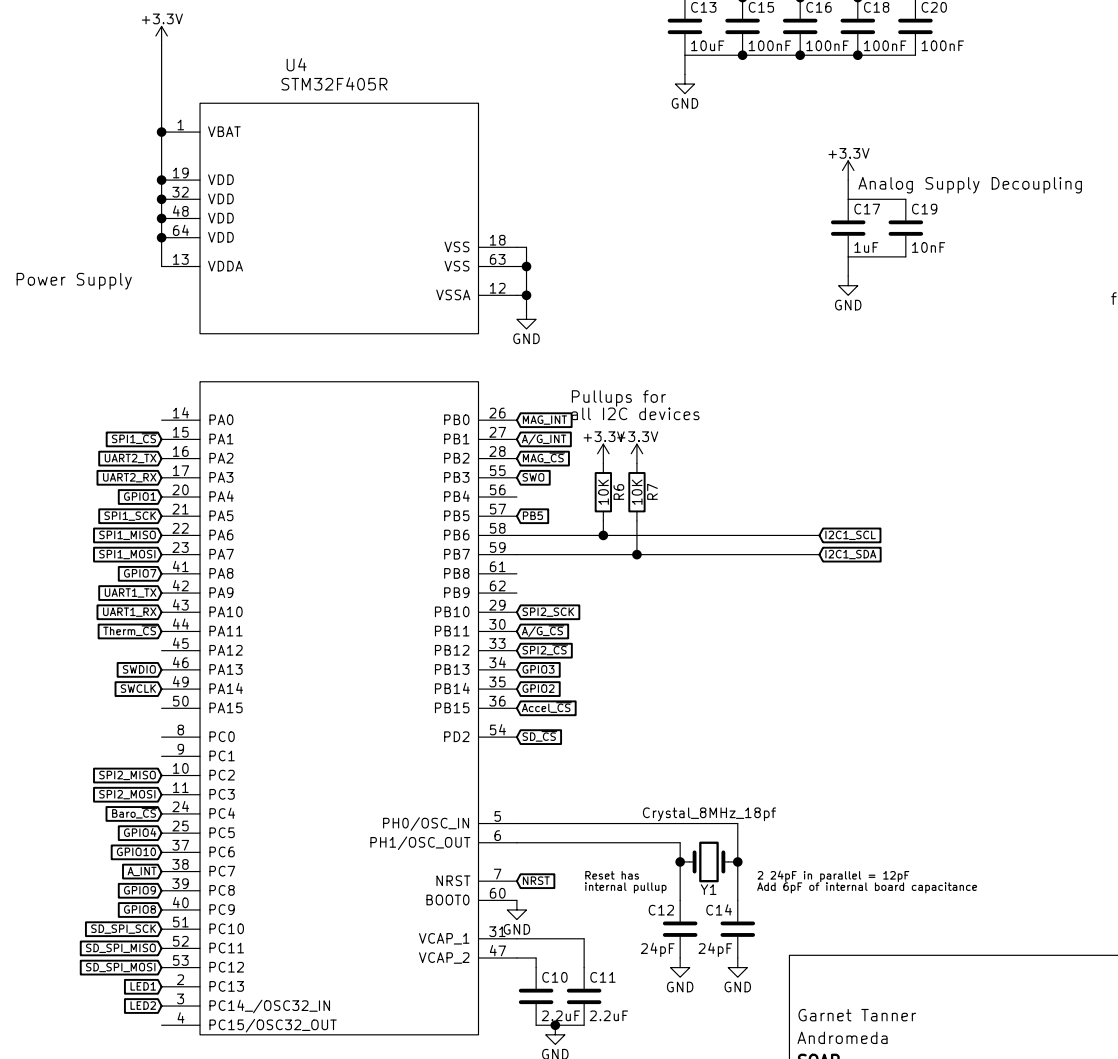 +3.3V
C13
C15
C16
C18
C20
10uF
100nF
100nF
100nF
100nF
GND
U4
STM32F405R
1 VBAT
19 VDD
32 VDD
48 VDD
64 VDD
13 VDDA
VSS 18
VSS 63
VSSA 12
GND
Power Supply
+3.3V
Analog Supply Decoupling
C17
C19
1uF
10nF
GND
f
Pullups for
all I2C devices
+3.3V
+3.3V
10K
R6
10K
R7
14 PA0
SPI1_CS 15 PA1
UART2_TX 16 PA2
UART2_RX 17 PA3
GPIO1 20 PA4
SPI1_SCK 21 PA5
SPI1_MISO 22 PA6
SPI1_MOSI 23 PA7
GPIO7 41 PA8
UART1_TX 42 PA9
UART1_RX 43 PA10
Therm_CS 44 PA11
45 PA12
SWDIO 46 PA13
SWCLK 49 PA14
50 PA15
8 PC0
9 PC1
SPI2_MISO 10 PC2
SPI2_MOSI 11 PC3
Baro_CS 24 PC4
GPIO4 25 PC5
GPIO10 37 PC6
A_INT 38 PC7
GPIO9 39 PC8
GPIO8 40 PC9
SD_SPI_SCK 51 PC10
SD_SPI_MISO 52 PC11
SD_SPI_MOSI 53 PC12
LED1 2 PC13
LED2 3 PC14_/OSC32_IN
4 PC15/OSC32_OUT
PB0 26 MAG_INT
PB1 27 A/G_INT
PB2 28 MAG_CS
PB3 55 SWO
PB4 56
PB5 57 PB5
PB6 58 I2C1_SCL
PB7 59 I2C1_SDA
PB8 61
PB9 62
PB10 29 SPI2_SCK
PB11 30 A/G_CS
PB12 33 SPI2_CS
PB13 34 GPIO3
PB14 35 GPIO2
PB15 36 Accel_CS
PD2 54 SD_CS
PH0/OSC_IN 5
PH1/OSC_OUT 6
NRST 7 NRST
BOOT0 60
GND
VCAP_1 31
VCAP_2 47
Crystal_8MHz_18pf
Reset has
internal pullup
Y1
2 24pF in parallel = 12pF
Add 6pF of internal board capacitance
C12
C14
24pF
24pF
GND
GND
C10
C11
2.2uF
2.2uF
GND
Garnet Tanner
Andromeda
SOAR